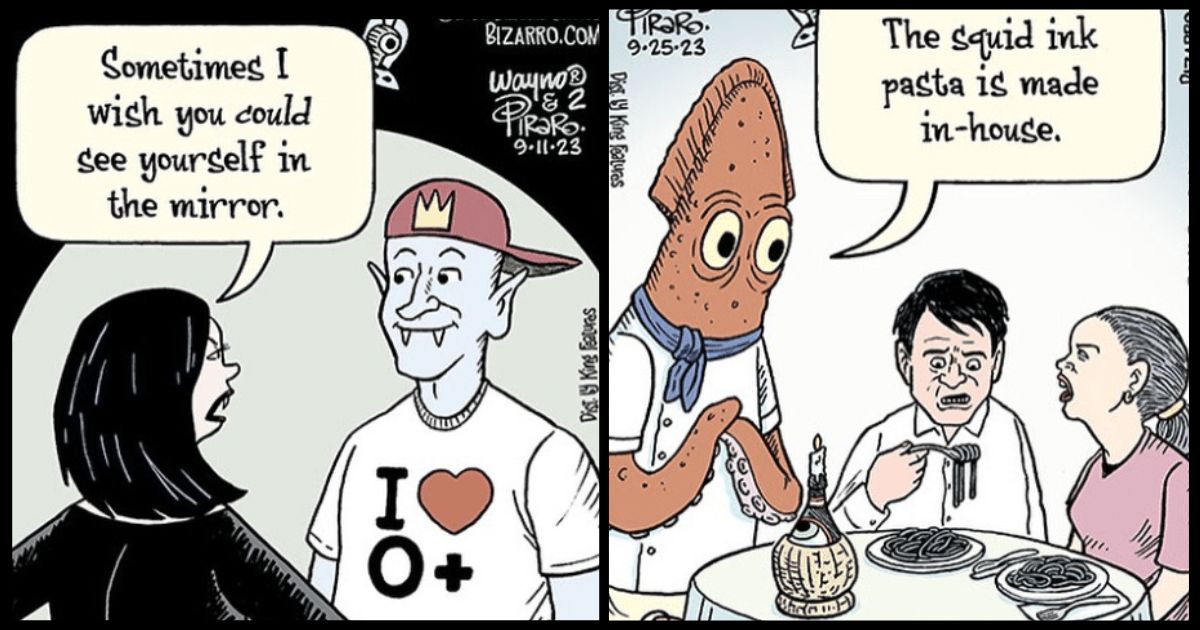 Sometimes I
wish you could
see yourself in
the mirror.
BIZARRO.COM
Wayno®
& 2
PiRARO.
9.11.23
Dist. by King Features
I
O+
PiRARO.
9.25.23
Dist. by King Features
The squid ink
pasta is made
in-house.